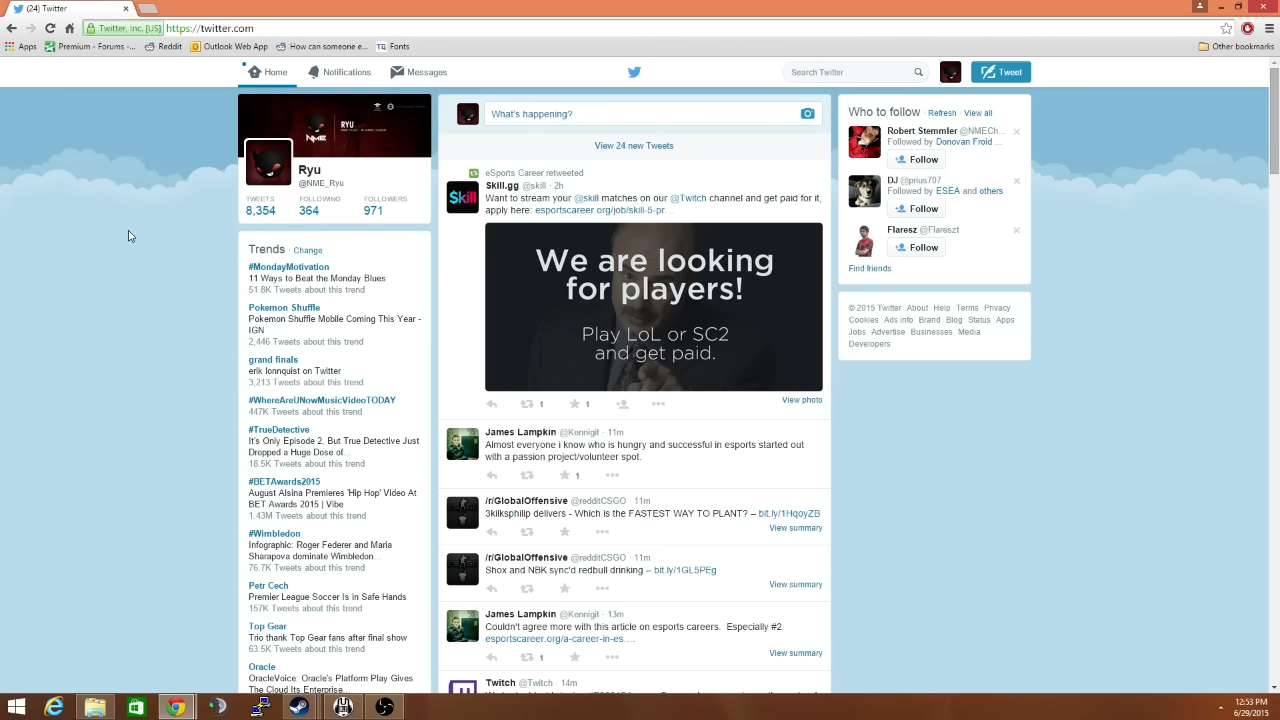 (24) Twitter
Twitter, Inc. [US] https://twitter.com
Apps Premium - Forums -... Reddit Outlook Web App How can someone e... Fonts Other bookmarks
Home Notifications Messages Search Twitter Tweet
RYU
NME
Ryu
@NME_Ryu
TWEETS FOLLOWING FOLLOWERS
8,354 364 971
Trends Change
#MondayMotivation
11 Ways to Beat the Monday Blues
51.8K Tweets about this trend
Pokemon Shuffle
Pokemon Shuffle Mobile Coming This Year -
IGN
2,446 Tweets about this trend
grand finals
erik lonnquist on Twitter
3,213 Tweets about this trend
#WhereAreUNowMusicVideoTODAY
447K Tweets about this trend
#TrueDetective
It's Only Episode 2, But True Detective Just
Dropped a Huge Dose of...
18.5K Tweets about this trend
#BETAwards2015
August Alsina Premieres 'Hip Hop' Video At
BET Awards 2015 | Vibe
1.43M Tweets about this trend
#Wimbledon
Infographic: Roger Federer and Maria
Sharapova dominate Wimbledon...
76.7K Tweets about this trend
Petr Cech
Premier League Soccer Is in Safe Hands
157K Tweets about this trend
Top Gear
Trio thank Top Gear fans after final show
63.5K Tweets about this trend
Oracle
OracleVoice: Oracle's Platform Play Gives
The Cloud Its Enterprise...
What's happening?
View 24 new Tweets
eSports Career retweeted
Skill.gg @skill · 2h
$kill
Want to stream your @skill matches on our @Twitch channel and get paid for it,
apply here: esportscareer.org/job/skill-5-pr...
We are looking
for players!
Play LoL or SC2
and get paid.
1 1 View photo
James Lampkin @Kennigit · 11m
Almost everyone i know who is hungry and successful in esports started out
with a passion project/volunteer spot.
1
/r/GlobalOffensive @redditCSGO · 11m
3kliksphilip delivers - Which is the FASTEST WAY TO PLANT? – bit.ly/1HqoyZB
View summary
/r/GlobalOffensive @redditCSGO · 11m
Shox and NBK sync'd redbull drinking – bit.ly/1GL5PEg
View summary
James Lampkin @Kennigit · 13m
Couldn't agree more with this article on esports careers. Especially #2
esportscareer.org/a-career-in-es....
1 View summary
Twitch @Twitch · 14m
Who to follow Refresh View all
Robert Stemmler @NMECh...
Followed by Donovan Froid ...
Follow
DJ @prius707
Followed by ESEA and others
Follow
Flaresz @Flareszt
Follow
Find friends
© 2015 Twitter About Help Terms Privacy
Cookies Ads info Brand Blog Status Apps
Jobs Advertise Businesses Media
Developers
12:53 PM
6/29/2015